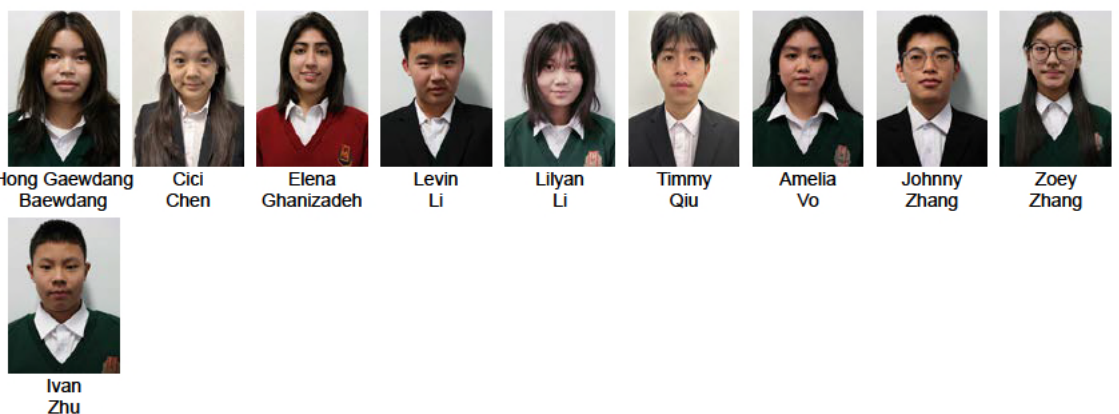 Hong Gaewdang
Baewdang
Cici
Chen
Elena
Ghanizadeh
Levin
Li
Lilyan
Li
Timmy
Qiu
Amelia
Vo
Johnny
Zhang
Zoey
Zhang
Ivan
Zhu